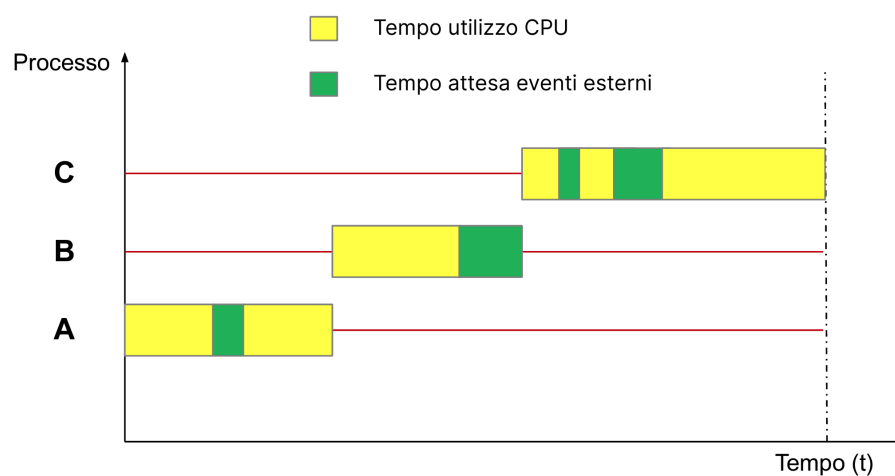 Tempo utilizzo CPU
Processo
Tempo attesa eventi esterni
C
B
A
Tempo (t)